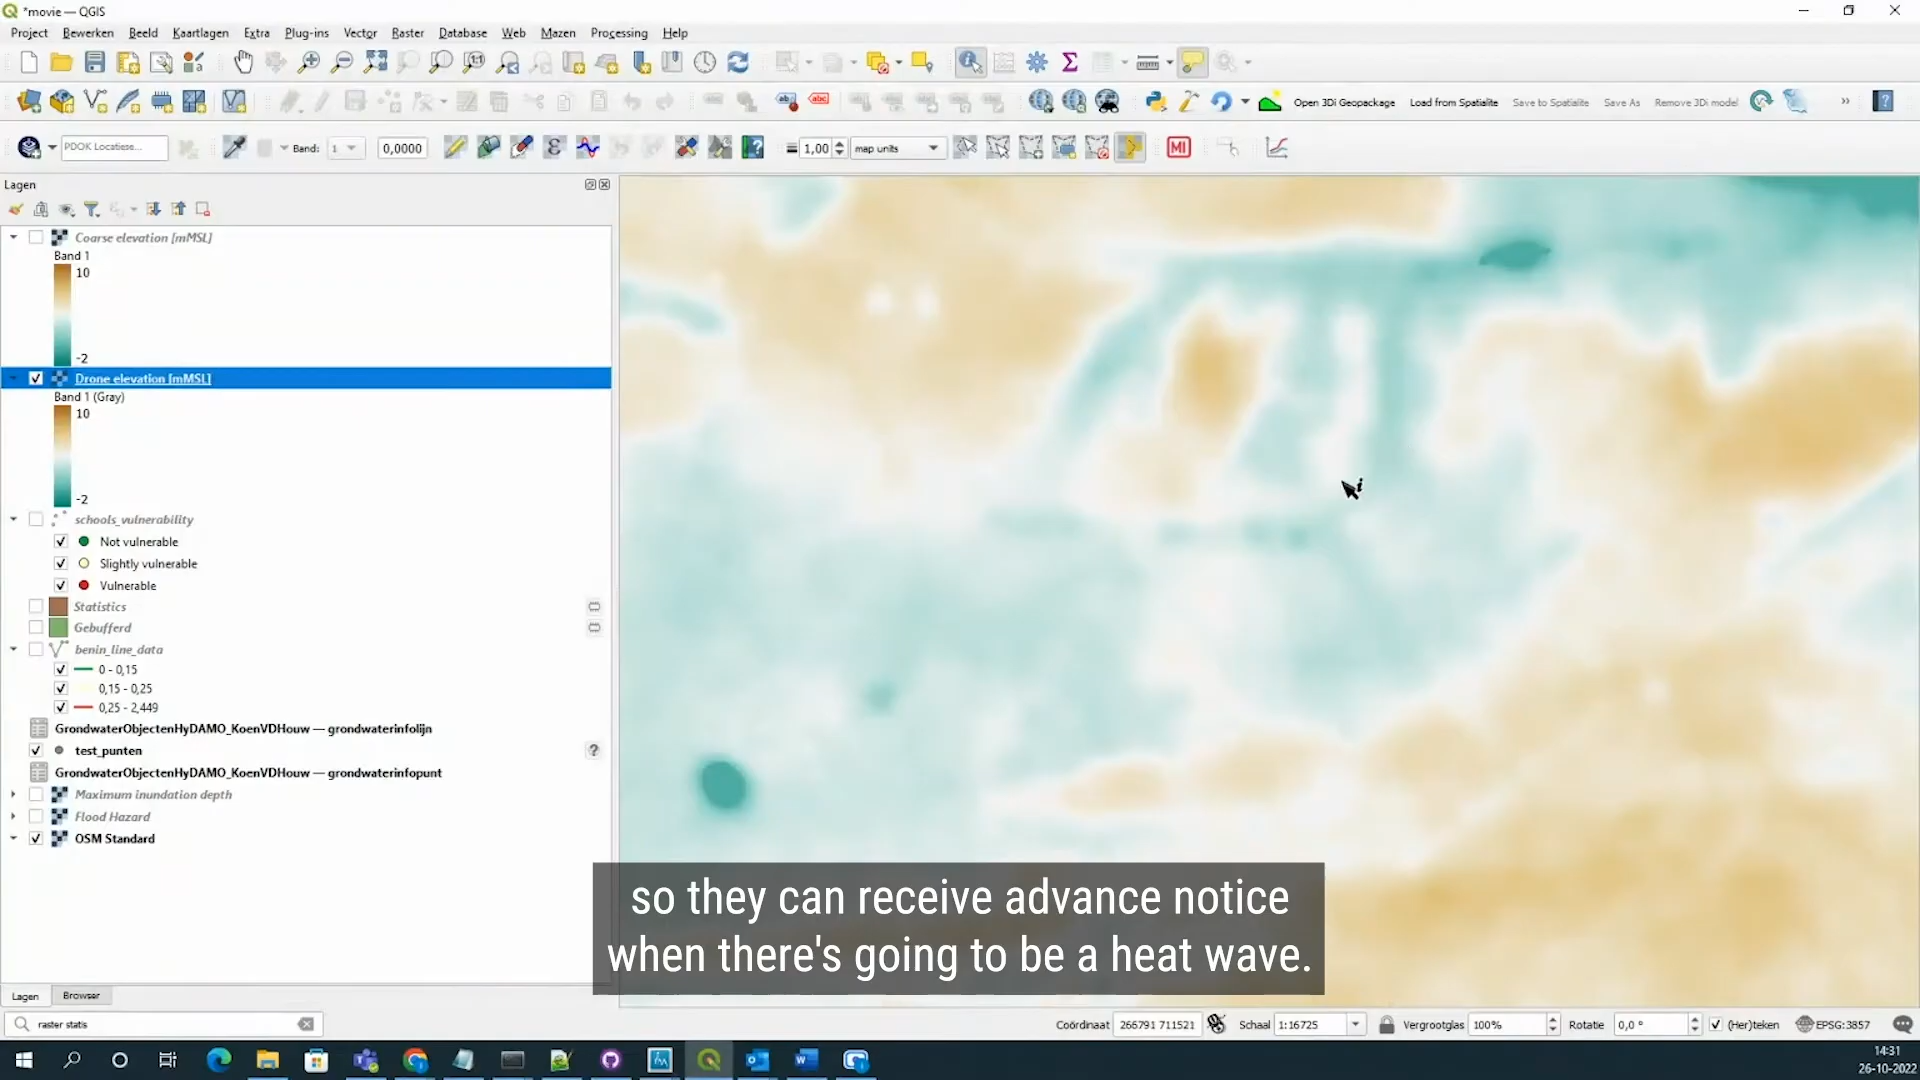 *movie — QGIS
Project Bewerken Beeld Kaartlagen Extra Plug-ins Vector Raster Database Web Mazen Processing Help
Open 3Di Geopackage Load from Spatialite Save to Spatialite Save As Remove 3Di model
PDOK Locatiese... Band: 1 0,0000 1,00 map units MI
Lagen
Coarse elevation [mMSL]
Band 1
10
-2
Drone elevation [mMSL]
Band 1 (Gray)
10
-2
schools_vulnerability
Not vulnerable
Slightly vulnerable
Vulnerable
Statistics
Gebufferd
benin_line_data
0 - 0,15
0,15 - 0,25
0,25 - 2,449
GrondwaterObjectenHyDAMO_KoenVDHouw — grondwaterinfolijn
test_punten
GrondwaterObjectenHyDAMO_KoenVDHouw — grondwaterinfopunt
Maximum inundation depth
Flood Hazard
OSM Standard
so they can receive advance notice
when there's going to be a heat wave.
Lagen Browser
raster statis Coördinaat 266791 711521 Schaal 1:16725 Vergrootglas 100% Rotatie 0,0 ° (Her)teken EPSG:3857
14:31
26-10-2022